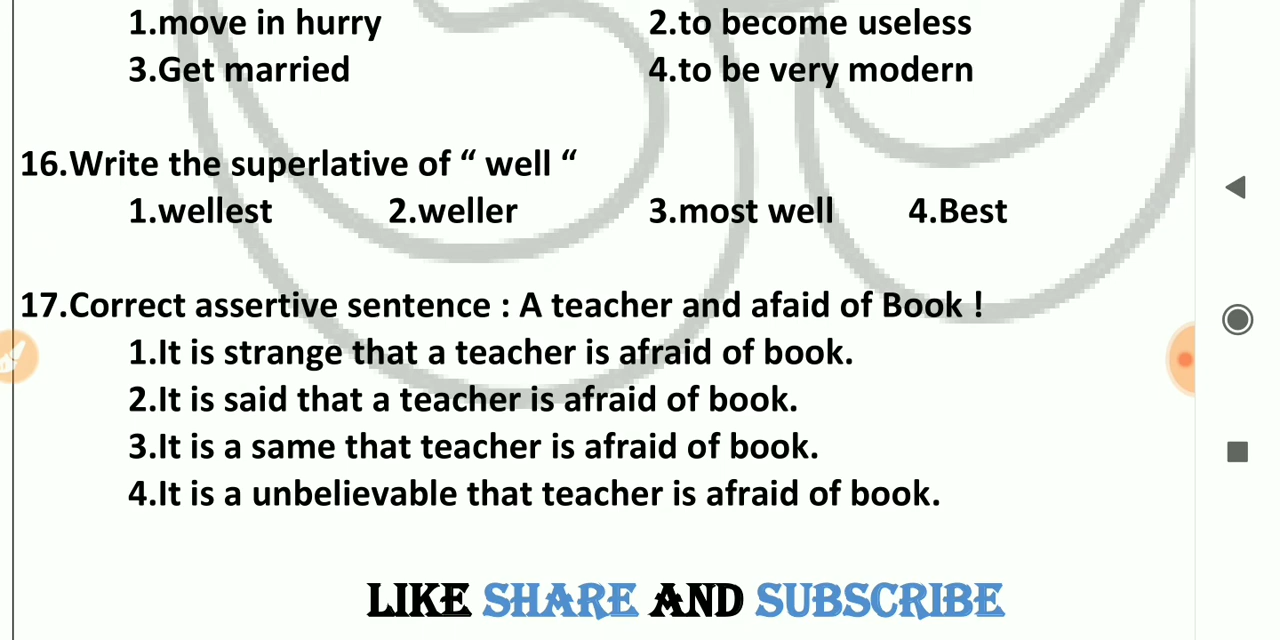 1.move in hurry 2.to become useless
3.Get married 4.to be very modern
16.Write the superlative of “ well “
1.wellest 2.weller 3.most well 4.Best
17.Correct assertive sentence : A teacher and afaid of Book !
1.It is strange that a teacher is afraid of book.
2.It is said that a teacher is afraid of book.
3.It is a same that teacher is afraid of book.
4.It is a unbelievable that teacher is afraid of book.
LIKE SHARE AND SUBSCRIBE